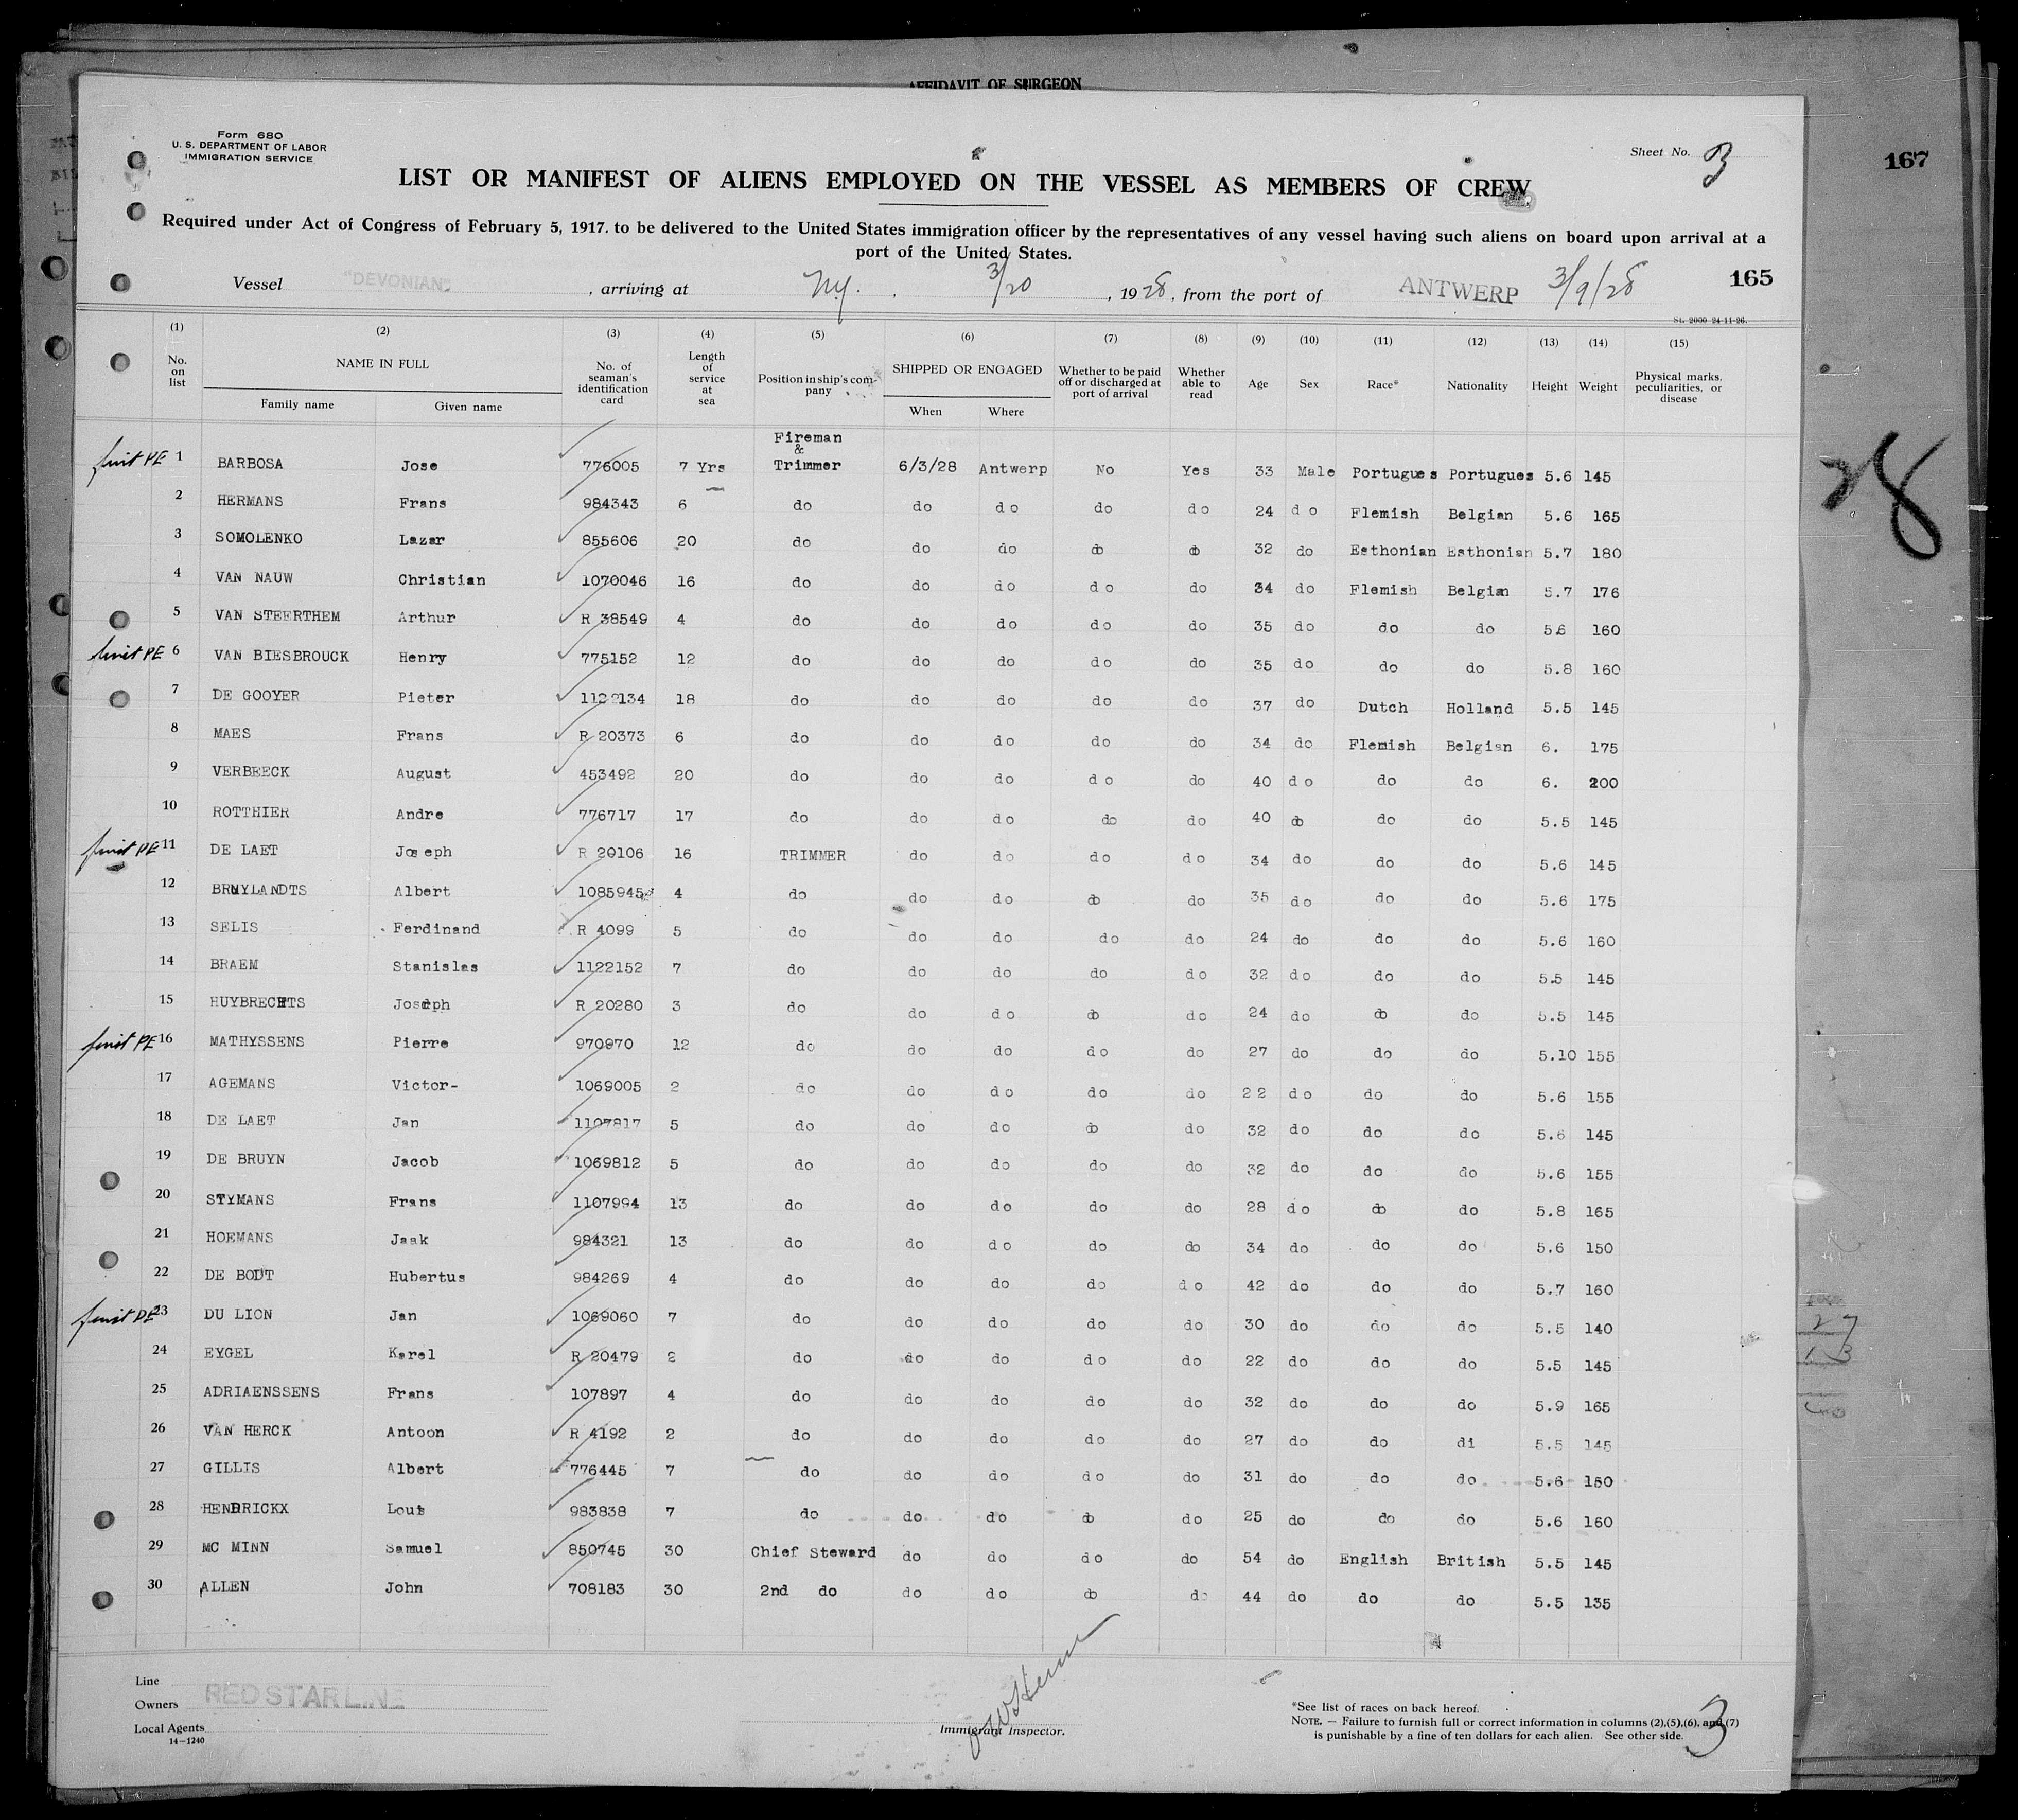 AFFIDAVIT OF SURGEON
Form 680
U. S. DEPARTMENT OF LABOR
IMMIGRATION SERVICE
Sheet No. 3
167
LIST OR MANIFEST OF ALIENS EMPLOYED ON THE VESSEL AS MEMBERS OF CREW
Required under Act of Congress of February 5, 1917. to be delivered to the United States immigration officer by the representatives of any vessel having such aliens on board upon arrival at a
port of the United States.
165
Vessel "DEVONIAN", arriving at N.Y. 3/20, 1928, from the port of ANTWERP 3/9/28
St. 2000 24-11-26.
(1) (2) (3) (4) (5) (6) (7) (8) (9) (10) (11) (12) (13) (14) (15)
No. on list NAME IN FULL Family name Given name No. of seaman's identification card Length of service at sea Position in ship's company SHIPPED OR ENGAGED When Where Whether to be paid off or discharged at port of arrival Whether able to read Age Sex Race* Nationality Height Weight Physical marks, peculiarities, or disease
1 BARBOSA Jose 776005 7 Yrs Fireman & Trimmer 6/3/28 Antwerp No Yes 33 Male Portugues Portugues 5.6 145
2 HERMANS Frans 984343 6 do do do do do 24 do Flemish Belgian 5.6 165
3 SOMOLENKO Lazar 855606 20 do do do do do 32 do Esthonian Esthonian 5.7 180
4 VAN NAUW Christian 1070046 16 do do do do do 34 do Flemish Belgian 5.7 176
5 VAN STEERTHEM Arthur R 38549 4 do do do do do 35 do do do 5.6 160
6 VAN BIESBROUCK Henry 775152 12 do do do do do 35 do do do 5.8 160
7 DE GOOYER Pieter 1122134 18 do do do do do 37 do Dutch Holland 5.5 145
8 MAES Frans R 20373 6 do do do do do 34 do Flemish Belgian 6. 175
9 VERBEECK August 453492 20 do do do do do 40 do do do 6. 200
10 ROTTHIER Andre 776717 17 do do do do do 40 do do do 5.5 145
11 DE LAET Joseph R 20106 16 TRIMMER do do do do 34 do do do 5.6 145
12 BRUYLANDTS Albert 1085945 4 do do do do do 35 do do do 5.6 175
13 SELIS Ferdinand R 4099 5 do do do do do 24 do do do 5.6 160
14 BRAEM Stanislas 1122152 7 do do do do do 32 do do do 5.5 145
15 HUYBRECHTS Joseph R 20280 3 do do do do do 24 do do do 5.5 145
16 MATHYSSENS Pierre 970970 12 do do do do do 27 do do do 5.10 155
17 AGEMANS Victor- 1069005 2 do do do do do 22 do do do 5.6 155
18 DE LAET Jan 1107817 5 do do do do do 32 do do do 5.6 145
19 DE BRUYN Jacob 1069812 5 do do do do do 32 do do do 5.6 155
20 STYMANS Frans 1107994 13 do do do do do 28 do do do 5.8 165
21 HOEMANS Jaak 984321 13 do do do do do 34 do do do 5.6 150
22 DE BODT Hubertus 984269 4 do do do do do 42 do do do 5.7 160
23 DU LION Jan 1069060 7 do do do do do 30 do do do 5.5 140
24 EYGEL Karel R 20479 2 do do do do do 22 do do do 5.5 145
25 ADRIAENSSENS Frans 107897 4 do do do do do 32 do do do 5.9 165
26 VAN HERCK Antoon R 4192 2 do do do do do 27 do do di 5.5 145
27 GILLIS Albert 776445 7 do do do do do 31 do do do 5.6 150
28 HENDRICKX Louis 983838 7 do do do do do 25 do do do 5.6 160
29 MC MINN Samuel 850745 30 Chief Steward do do do do 54 do English British 5.5 145
30 ALLEN John 708183 30 2nd do do do do do 44 do do do 5.5 135
Line
Owners RED STAR LINE
Local Agents
14—1240
Immigrant Inspector.
*See list of races on back hereof.
NOTE. — Failure to furnish full or correct information in columns (2),(5),(6), and (7)
is punishable by a fine of ten dollars for each alien. See other side.
3
28